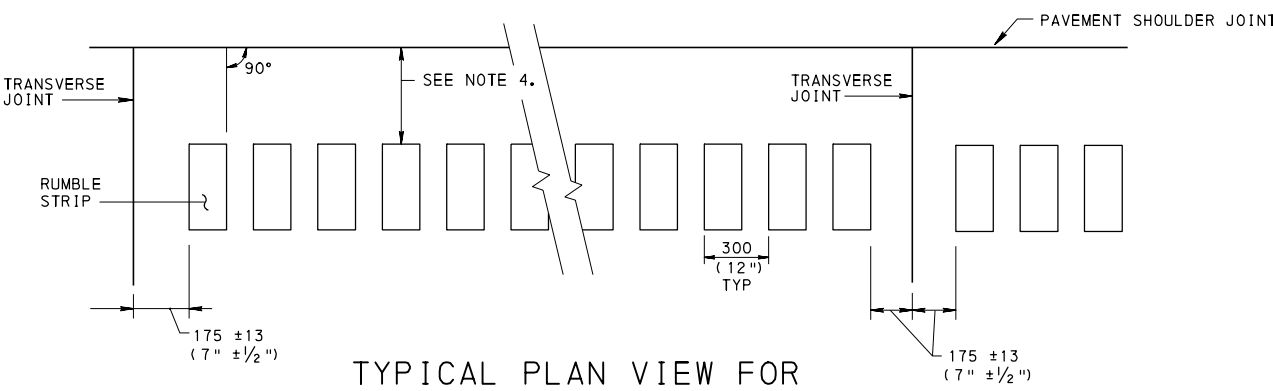 PAVEMENT SHOULDER JOINT
90°
TRANSVERSE
JOINT
SEE NOTE 4.
TRANSVERSE
JOINT
RUMBLE
STRIP
300
(12")
TYP
175 ±13
(7" ±1/2")
175 ±13
(7" ±1/2")
TYPICAL PLAN VIEW FOR